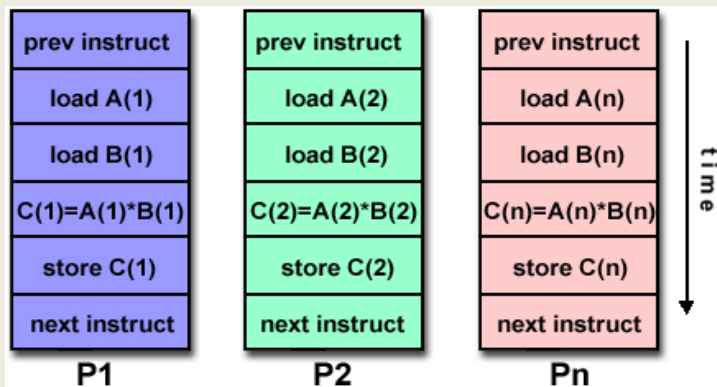 prev instruct
load A(1)
load B(1)
C(1)=A(1)*B(1)
store C(1)
next instruct
P1
prev instruct
load A(2)
load B(2)
C(2)=A(2)*B(2)
store C(2)
next instruct
P2
prev instruct
load A(n)
load B(n)
C(n)=A(n)*B(n)
store C(n)
next instruct
Pn
time